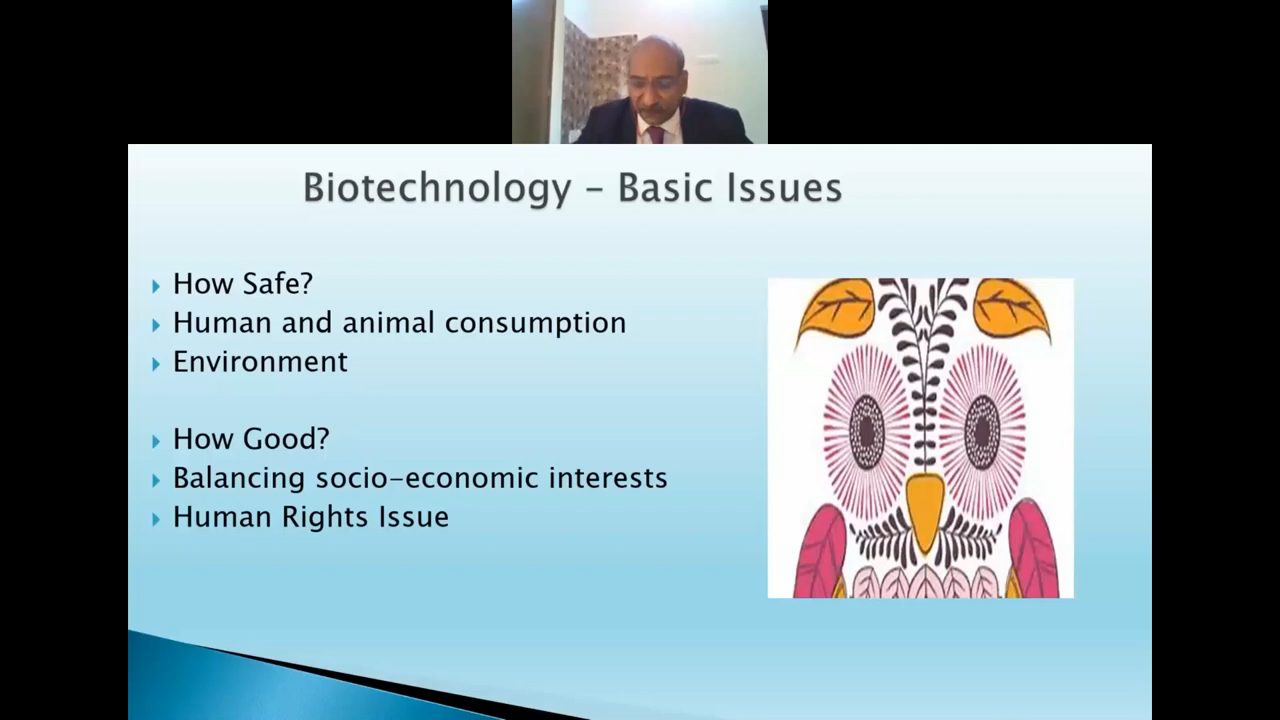 Biotechnology – Basic Issues
How Safe?
Human and animal consumption
Environment
How Good?
Balancing socio-economic interests
Human Rights Issue